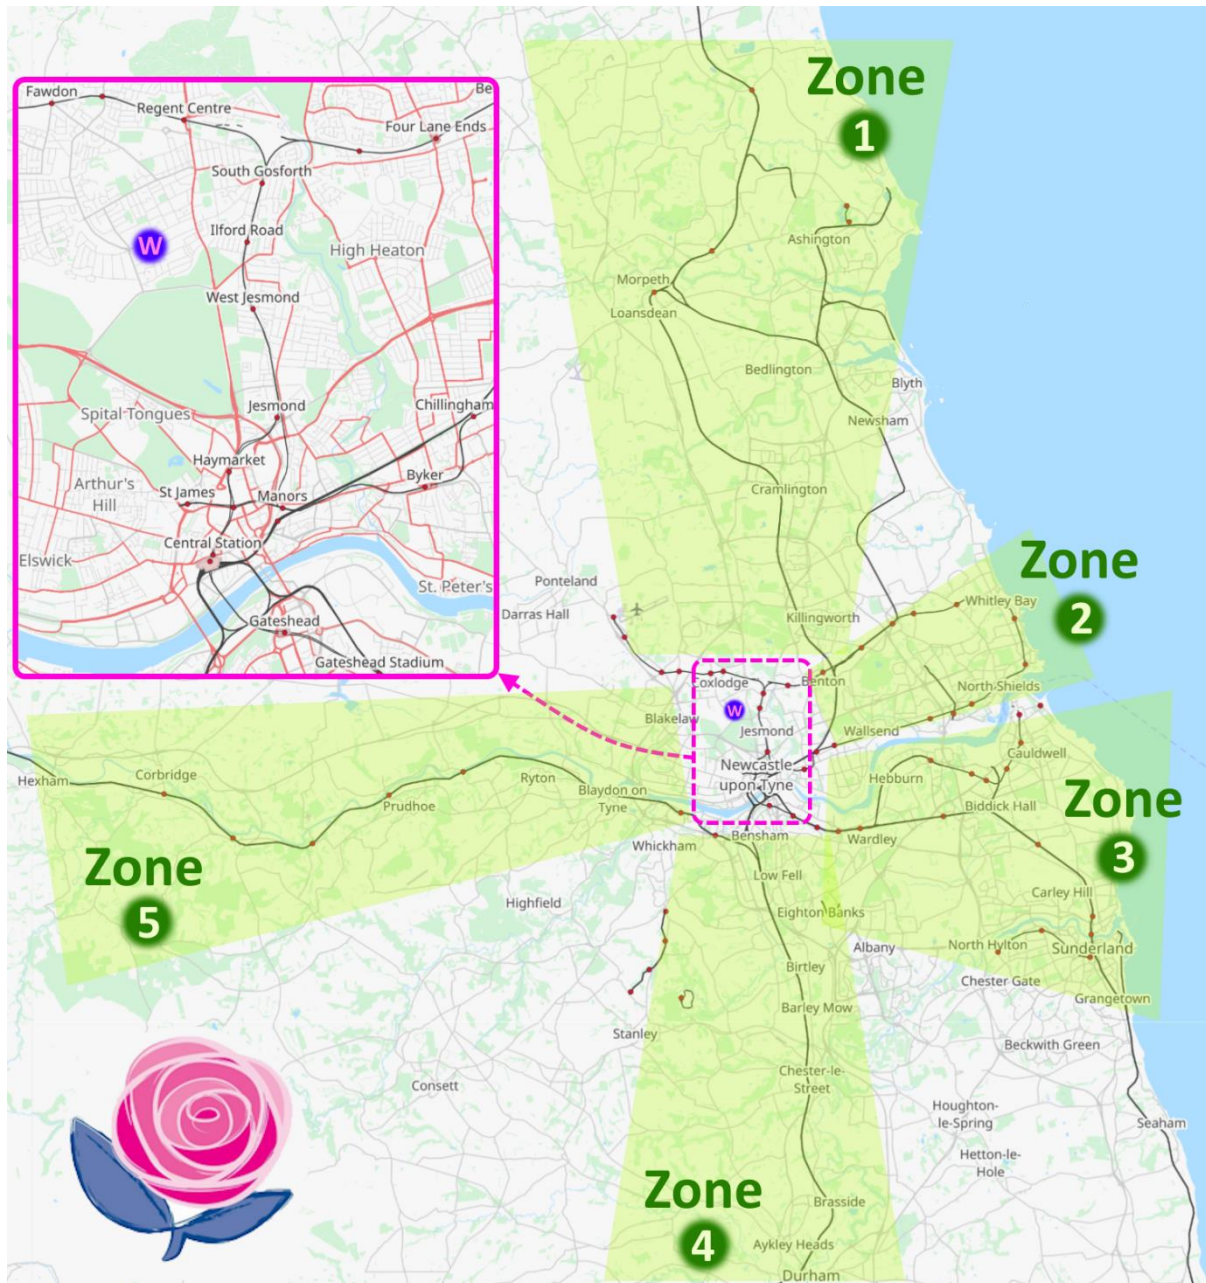 Zone
1
Fawdon
Be
Regent Centre
Four Lane Ends
South Gosforth
Ilford Road
High Heaton
W
West Jesmond
Spital Tongues
Jesmond
Chillingham
Haymarket
Byker
Arthur's
Hill
St James
Manors
Central Station
Elswick
St. Peter's
Gateshead
Gateshead Stadium
Ashington
Morpeth
Loansdean
Bedlington
Blyth
Newsham
Cramlington
Zone
2
Ponteland
Darras Hall
Whitley Bay
Killingworth
Coxlodge
Benton
North Shields
W
Blakelaw
Jesmond
Wallsend
Cauldwell
Newcastle
upon Tyne
Hebburn
Hexham
Corbridge
Ryton
Prudhoe
Blaydon on
Tyne
Biddick Hall
Zone
3
Bensham
Wardley
Whickham
Low Fell
Carley Hill
Zone
5
Highfield
Eighton Banks
Albany
North Hylton
Sunderland
Birtley
Chester Gate
Grangetown
Barley Mow
Stanley
Beckwith Green
Consett
Chester-le-
Street
Houghton-
le-Spring
Seaham
Hetton-le-
Hole
Zone
4
Brasside
Aykley Heads
Durham